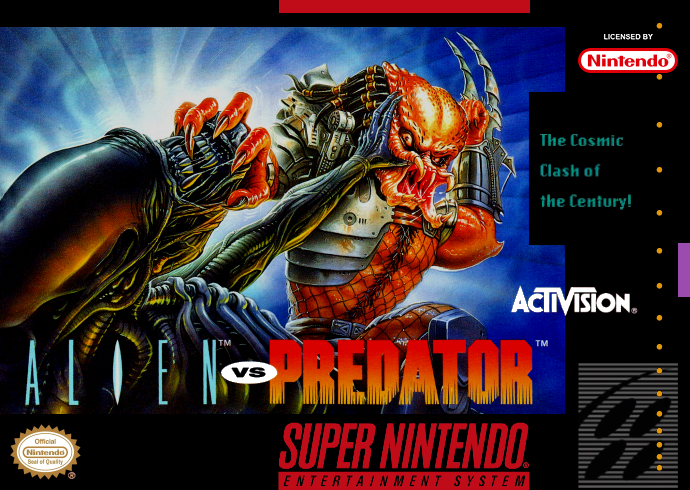 LICENSED BY
Nintendo®
The Cosmic
Clash of
the Century!
ACTIVISION®
ALIEN™ VS PREDATOR™
SUPER NINTENDO®
ENTERTAINMENT SYSTEM
Official
Nintendo
Seal of Quality
®